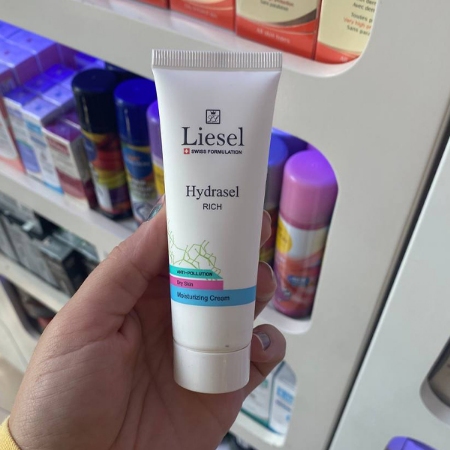 Liesel
SWISS FORMULATION
Hydrasel
RICH
ANTI-POLLUTION
Dry Skin
Moisturizing Cream